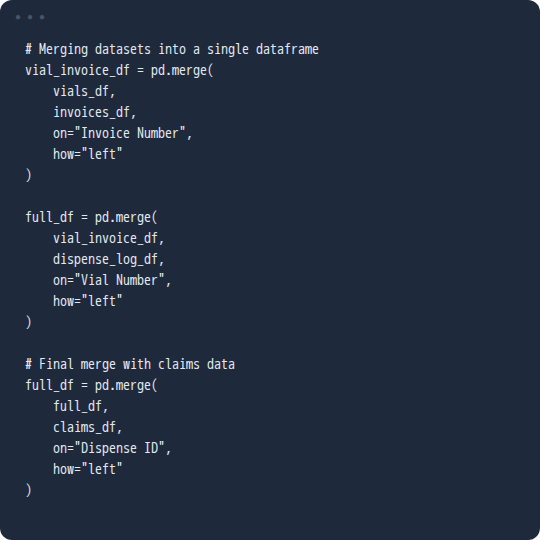 # Merging datasets into a single dataframe
vial_invoice_df = pd.merge(
    vials_df,
    invoices_df,
    on="Invoice Number",
    how="left"
)

full_df = pd.merge(
    vial_invoice_df,
    dispense_log_df,
    on="Vial Number",
    how="left"
)

# Final merge with claims data
full_df = pd.merge(
    full_df,
    claims_df,
    on="Dispense ID",
    how="left"
)